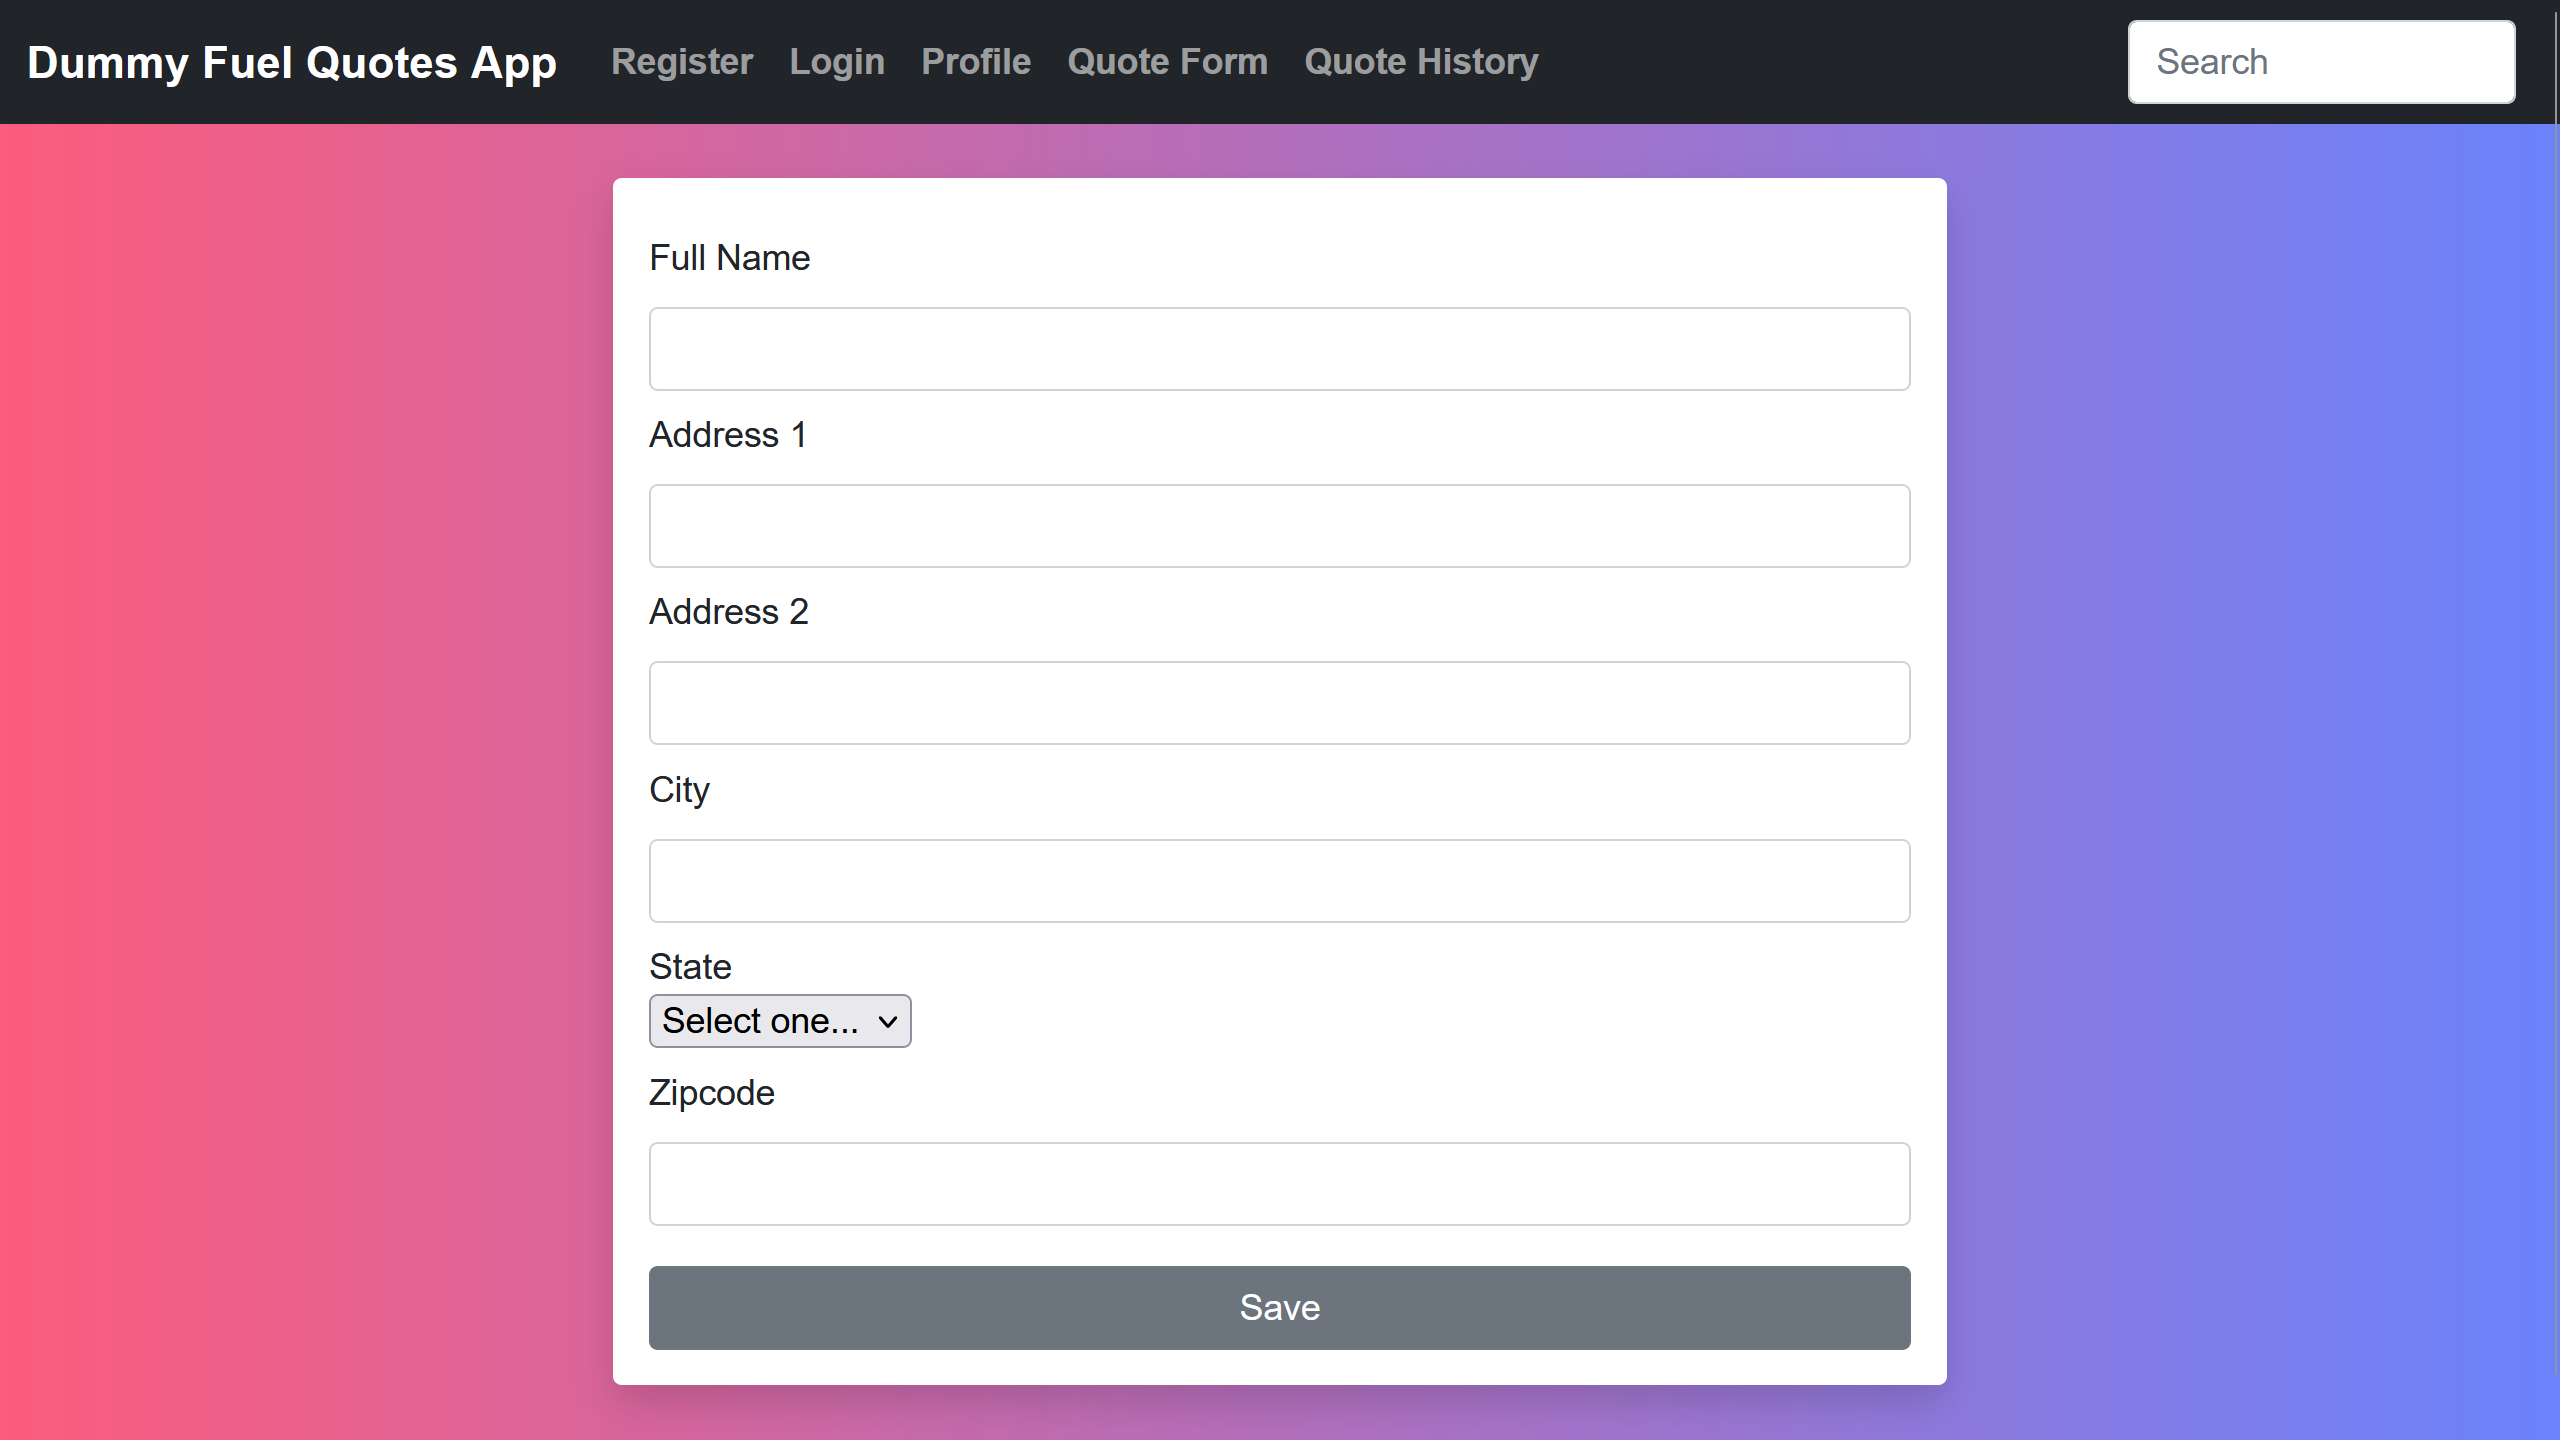 Dummy Fuel Quotes App Register Login Profile Quote Form Quote History Search
Full Name
Address 1
Address 2
City
State
Select one...
Zipcode
Save